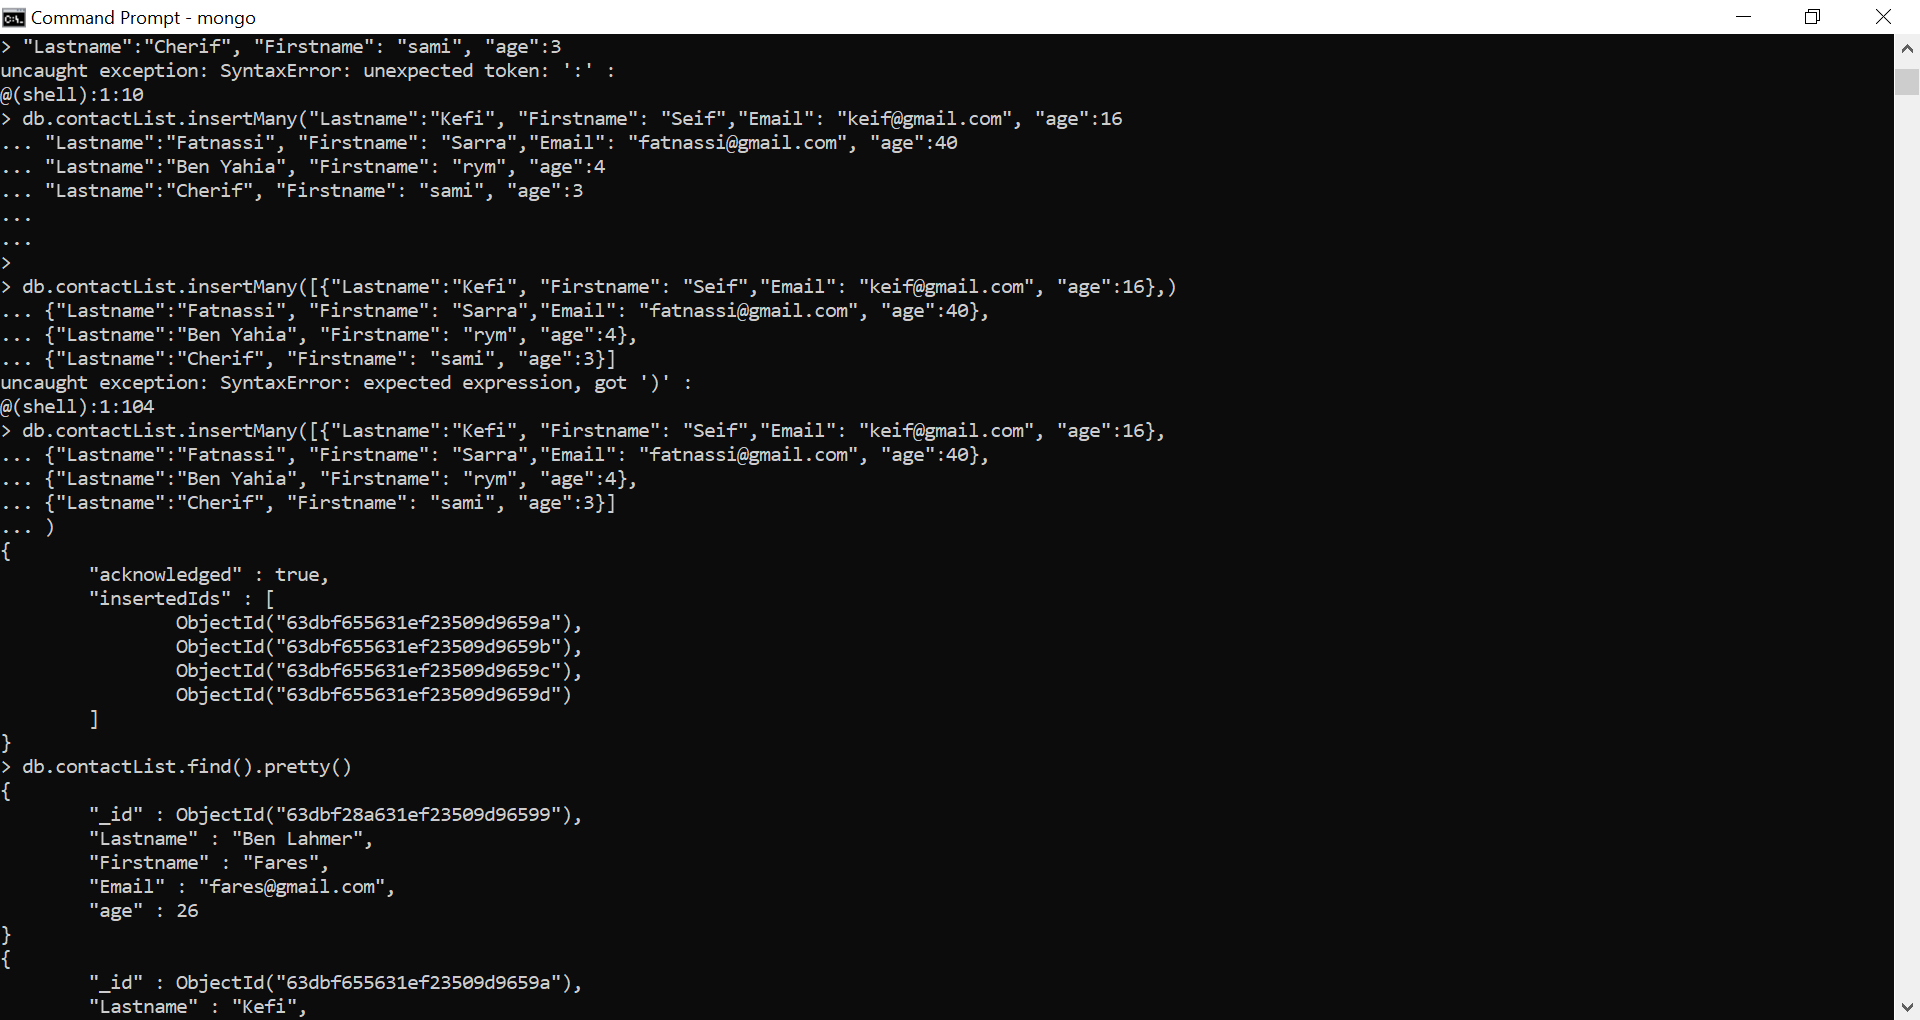 Command Prompt - mongo
> "Lastname":"Cherif", "Firstname": "sami", "age":3
uncaught exception: SyntaxError: unexpected token: ':' :
@(shell):1:10
> db.contactList.insertMany("Lastname":"Kefi", "Firstname": "Seif","Email": "keif@gmail.com", "age":16
... "Lastname":"Fatnassi", "Firstname": "Sarra","Email": "fatnassi@gmail.com", "age":40
... "Lastname":"Ben Yahia", "Firstname": "rym", "age":4
... "Lastname":"Cherif", "Firstname": "sami", "age":3
...
...
>
> db.contactList.insertMany([{"Lastname":"Kefi", "Firstname": "Seif","Email": "keif@gmail.com", "age":16},)
... {"Lastname":"Fatnassi", "Firstname": "Sarra","Email": "fatnassi@gmail.com", "age":40},
... {"Lastname":"Ben Yahia", "Firstname": "rym", "age":4},
... {"Lastname":"Cherif", "Firstname": "sami", "age":3}]
uncaught exception: SyntaxError: expected expression, got ')' :
@(shell):1:104
> db.contactList.insertMany([{"Lastname":"Kefi", "Firstname": "Seif","Email": "keif@gmail.com", "age":16},
... {"Lastname":"Fatnassi", "Firstname": "Sarra","Email": "fatnassi@gmail.com", "age":40},
... {"Lastname":"Ben Yahia", "Firstname": "rym", "age":4},
... {"Lastname":"Cherif", "Firstname": "sami", "age":3}]
... )
{
        "acknowledged" : true,
        "insertedIds" : [
                ObjectId("63dbf655631ef23509d9659a"),
                ObjectId("63dbf655631ef23509d9659b"),
                ObjectId("63dbf655631ef23509d9659c"),
                ObjectId("63dbf655631ef23509d9659d")
        ]
}
> db.contactList.find().pretty()
{
        "_id" : ObjectId("63dbf28a631ef23509d96599"),
        "Lastname" : "Ben Lahmer",
        "Firstname" : "Fares",
        "Email" : "fares@gmail.com",
        "age" : 26
}
{
        "_id" : ObjectId("63dbf655631ef23509d9659a"),
        "Lastname" : "Kefi",